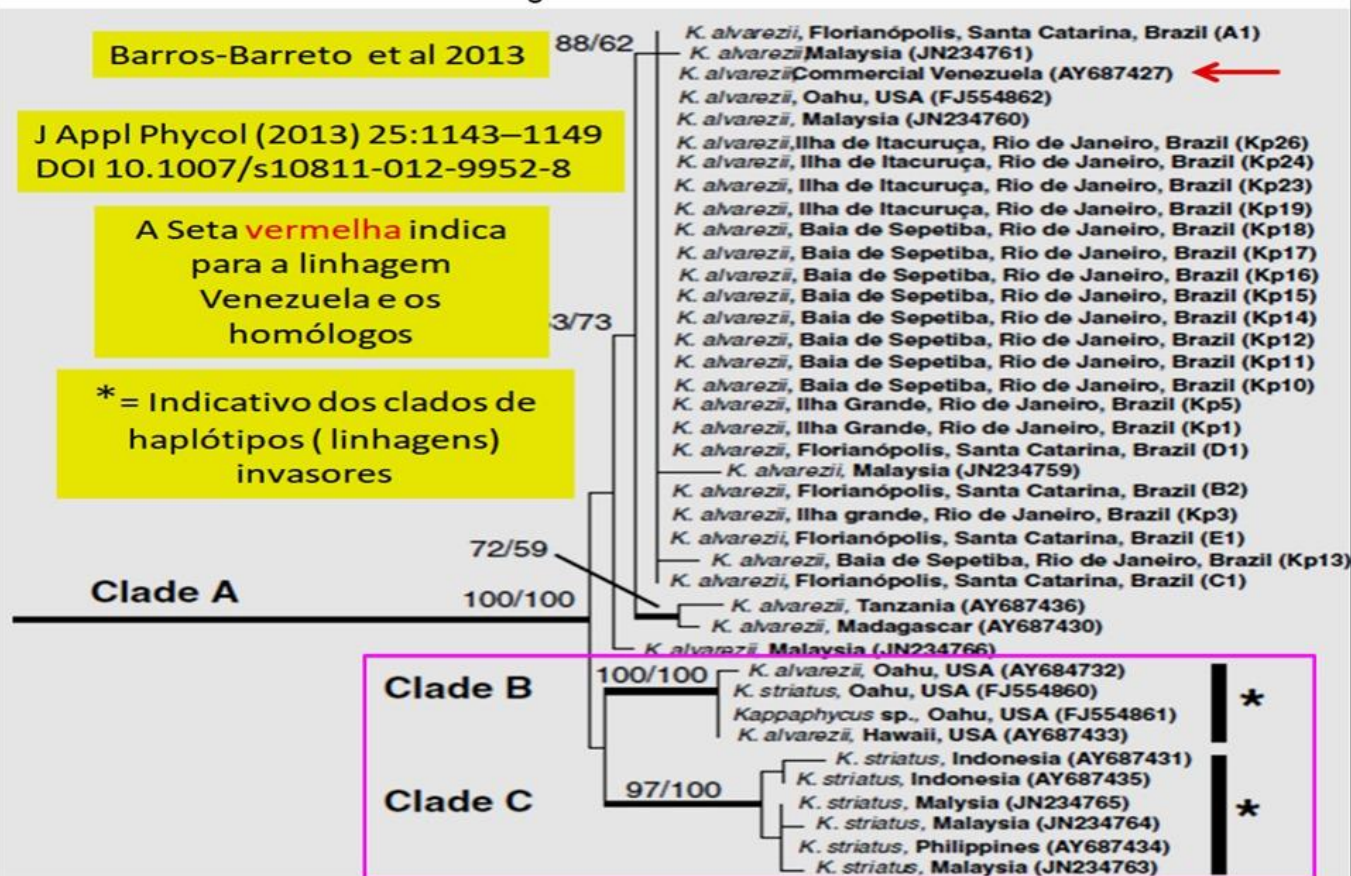 Barros-Barreto et al 2013
J Appl Phycol (2013) 25:1143–1149
DOI 10.1007/s10811-012-9952-8
A Seta vermelha indica
para a linhagem
Venezuela e os
homólogos
*= Indicativo dos clados de
haplótipos ( linhagens)
invasores
88/62
3/73
72/59
Clade A
100/100
K. alvarezii, Florianópolis, Santa Catarina, Brazil (A1)
K. alvarezii, Malaysia (JN234761)
K. alvarezii, Commercial Venezuela (AY687427)
K. alvarezii, Oahu, USA (FJ554862)
K. alvarezii, Malaysia (JN234760)
K. alvarezii, Ilha de Itacuruça, Rio de Janeiro, Brazil (Kp26)
K. alvarezii, Ilha de Itacuruça, Rio de Janeiro, Brazil (Kp24)
K. alvarezii, Ilha de Itacuruça, Rio de Janeiro, Brazil (Kp23)
K. alvarezii, Ilha de Itacuruça, Rio de Janeiro, Brazil (Kp19)
K. alvarezii, Baia de Sepetiba, Rio de Janeiro, Brazil (Kp18)
K. alvarezii, Baia de Sepetiba, Rio de Janeiro, Brazil (Kp17)
K. alvarezii, Baia de Sepetiba, Rio de Janeiro, Brazil (Kp16)
K. alvarezii, Baia de Sepetiba, Rio de Janeiro, Brazil (Kp15)
K. alvarezii, Baia de Sepetiba, Rio de Janeiro, Brazil (Kp14)
K. alvarezii, Baia de Sepetiba, Rio de Janeiro, Brazil (Kp12)
K. alvarezii, Baia de Sepetiba, Rio de Janeiro, Brazil (Kp11)
K. alvarezii, Baia de Sepetiba, Rio de Janeiro, Brazil (Kp10)
K. alvarezii, Ilha Grande, Rio de Janeiro, Brazil (Kp5)
K. alvarezii, Ilha Grande, Rio de Janeiro, Brazil (Kp1)
K. alvarezii, Florianópolis, Santa Catarina, Brazil (D1)
K. alvarezii, Malaysia (JN234759)
K. alvarezii, Florianópolis, Santa Catarina, Brazil (B2)
K. alvarezii, Ilha grande, Rio de Janeiro, Brazil (Kp3)
K. alvarezii, Florianópolis, Santa Catarina, Brazil (E1)
K. alvarezii, Baia de Sepetiba, Rio de Janeiro, Brazil (Kp13)
K. alvarezii, Florianópolis, Santa Catarina, Brazil (C1)
K. alvarezii, Tanzania (AY687436)
K. alvarezii, Madagascar (AY687430)
K. alvarezii, Malaysia (JN234766)
Clade B
100/100
K. alvarezii, Oahu, USA (AY684732)
K. striatus, Oahu, USA (FJ554860)
Kappaphycus sp., Oahu, USA (FJ554861)
K. alvarezii, Hawaii, USA (AY687433)
*
Clade C
97/100
K. striatus, Indonesia (AY687431)
K. striatus, Indonesia (AY687435)
K. striatus, Malysia (JN234765)
K. striatus, Malaysia (JN234764)
K. striatus, Philippines (AY687434)
K. striatus, Malaysia (JN234763)
*